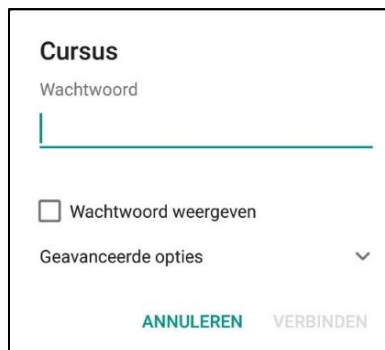 Cursus
Wachtwoord
Wachtwoord weergeven
Geavanceerde opties
ANNULEREN VERBINDEN